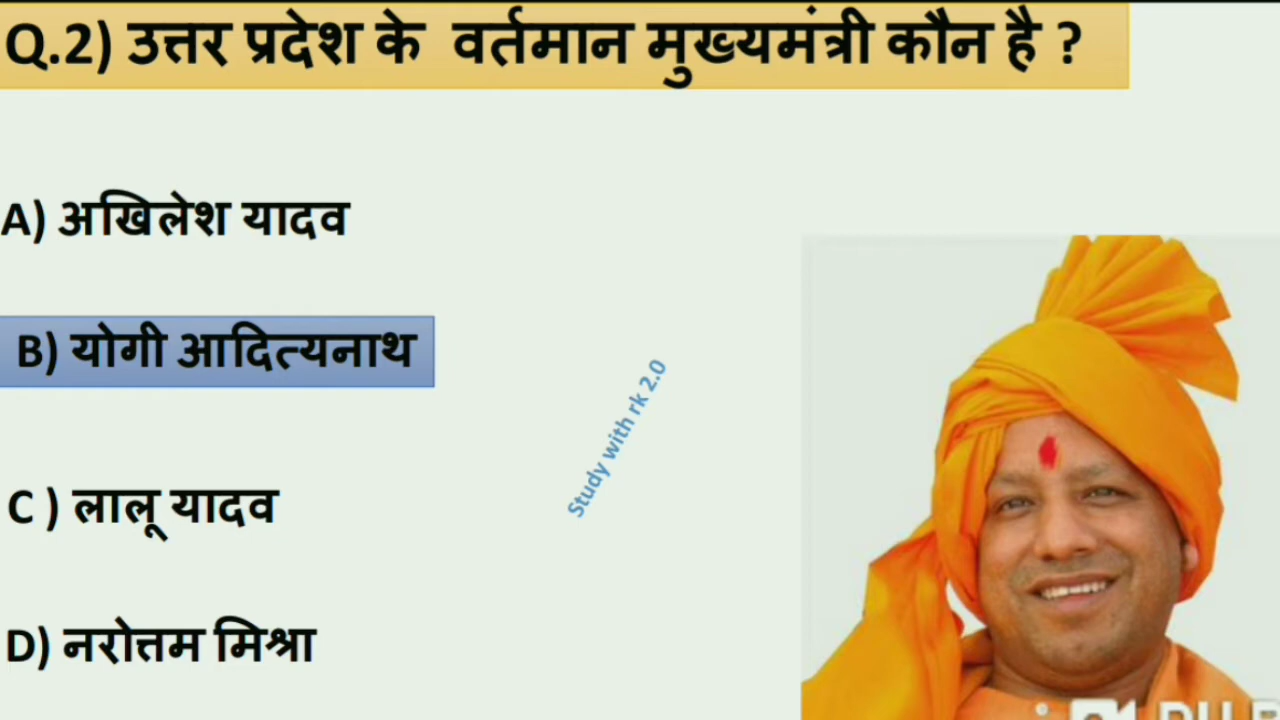 Q.2) उत्तर प्रदेश के वर्तमान मुख्यमंत्री कौन है ?
A) अखिलेश यादव
B) योगी आदित्यनाथ
Study with rk 2.0
C ) लालू यादव
D) नरोत्तम मिश्रा